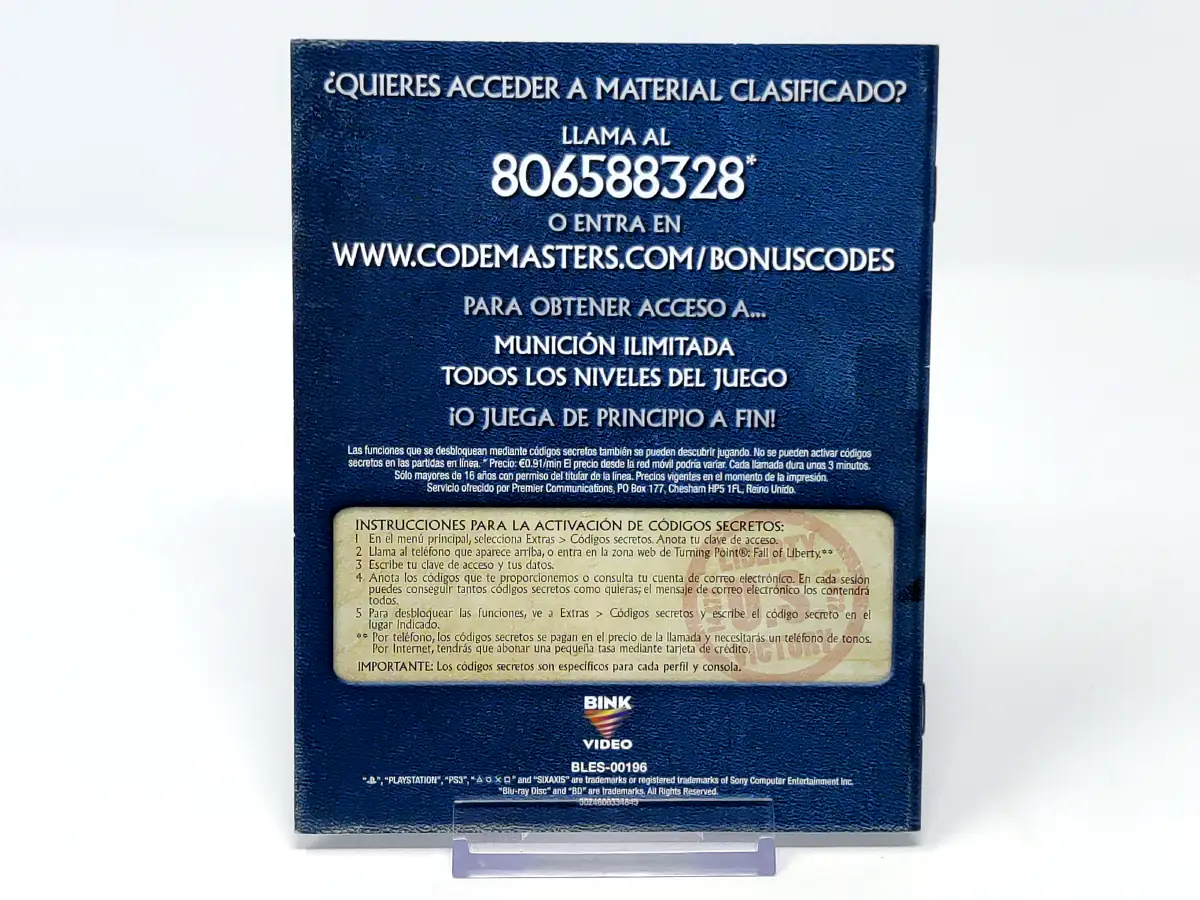 ¿QUIERES ACCEDER A MATERIAL CLASIFICADO?
LLAMA AL
806588328*
O ENTRA EN
WWW.CODEMASTERS.COM/BONUSCODES
PARA OBTENER ACCESO A...
MUNICIÓN ILIMITADA
TODOS LOS NIVELES DEL JUEGO
¡O JUEGA DE PRINCIPIO A FIN!
Las funciones que se desbloquean mediante códigos secretos también se pueden descubrir jugando. No se pueden activar códigos
secretos en las partidas en línea. * Precio: €0.91/min El precio desde la red móvil podría variar. Cada llamada dura unos 3 minutos.
Sólo mayores de 16 años con permiso del titular de la línea. Precios vigentes en el momento de la impresión.
Servicio ofrecido por Premier Communications, PO Box 177, Chesham HP5 1FL, Reino Unido.
INSTRUCCIONES PARA LA ACTIVACIÓN DE CÓDIGOS SECRETOS:
1 En el menú principal, selecciona Extras > Códigos secretos. Anota tu clave de acceso.
2 Llama al teléfono que aparece arriba, o entra en la zona web de Turning Point®: Fall of Liberty.**
3 Escribe tu clave de acceso y tus datos.
4 Anota los códigos que te proporcionemos o consulta tu cuenta de correo electrónico. En cada sesión
puedes conseguir tantos códigos secretos como quieras; el mensaje de correo electrónico los contendrá
todos.
5 Para desbloquear las funciones, ve a Extras > Códigos secretos y escribe el código secreto en el
lugar indicado.
** Por teléfono, los códigos secretos se pagan en el precio de la llamada y necesitarás un teléfono de tonos.
Por Internet, tendrás que abonar una pequeña tasa mediante tarjeta de crédito.
IMPORTANTE: Los códigos secretos son específicos para cada perfil y consola.
LIBERTY
U.S.
VICTORY
BINK
VIDEO
BLES-00196
"", "PLAYSTATION", "PS3", "△○✕□" and "SIXAXIS" are trademarks or registered trademarks of Sony Computer Entertainment Inc.
"Blu-ray Disc" and "BD" are trademarks. All Rights Reserved.